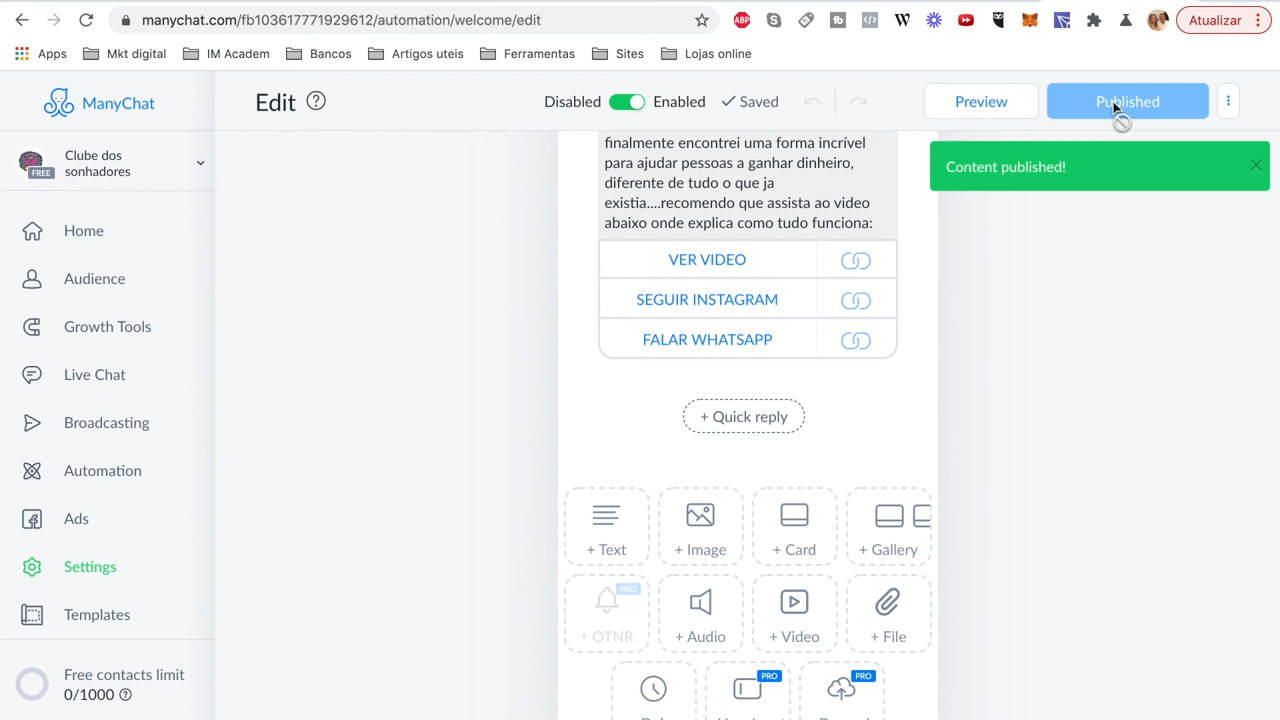 manychat.com/fb103617771929612/automation/welcome/edit
ABP
Atualizar
Apps
Mkt digital
IM Academ
Bancos
Artigos uteis
Ferramentas
Sites
Lojas online
ManyChat
Edit
Disabled
Enabled
Saved
Preview
Published
Clube dos
sonhadores
FREE
Content published!
finalmente encontrei uma forma incrível
para ajudar pessoas a ganhar dinheiro,
diferente de tudo o que ja
existia....recomendo que assista ao video
abaixo onde explica como tudo funciona:
VER VIDEO
SEGUIR INSTAGRAM
FALAR WHATSAPP
+ Quick reply
Home
Audience
Growth Tools
Live Chat
Broadcasting
Automation
Ads
Settings
Templates
Free contacts limit
0/1000
+ Text
+ Image
+ Card
+ Gallery
PRO
+ OTNR
+ Audio
+ Video
+ File
PRO
PRO